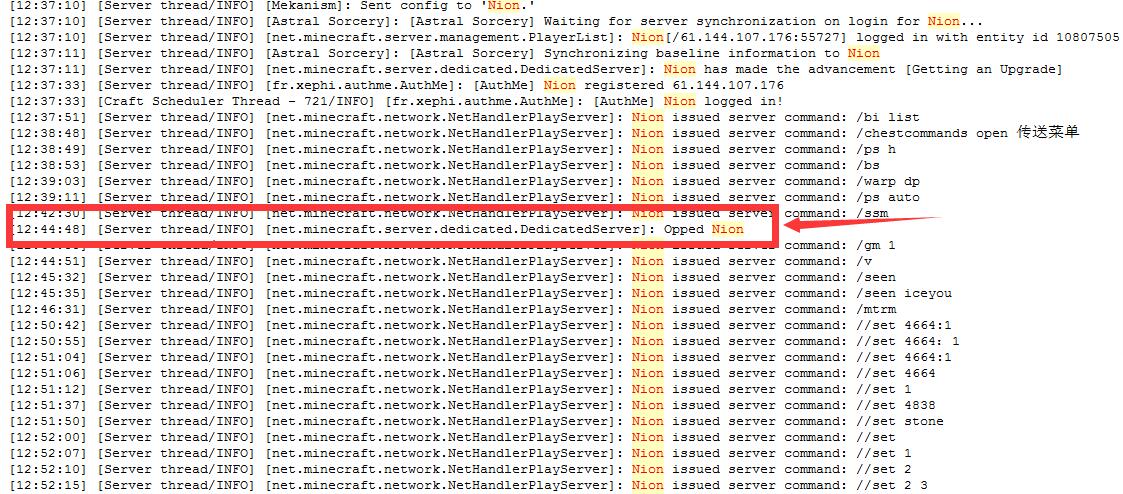 [12:37:10] [Server thread/INFO] [Mekanism]: Sent config to 'Nion.'
[12:37:10] [Server thread/INFO] [Astral Sorcery]: [Astral Sorcery] Waiting for server synchronization on login for Nion...
[12:37:10] [Server thread/INFO] [net.minecraft.server.management.PlayerList]: Nion[/61.144.107.176:55727] logged in with entity id 10807505
[12:37:11] [Server thread/INFO] [Astral Sorcery]: [Astral Sorcery] Synchronizing baseline information to Nion
[12:37:11] [Server thread/INFO] [net.minecraft.server.dedicated.DedicatedServer]: Nion has made the advancement [Getting an Upgrade]
[12:37:33] [Server thread/INFO] [fr.xephi.authme.AuthMe]: [AuthMe] Nion registered 61.144.107.176
[12:37:33] [Craft Scheduler Thread - 721/INFO] [fr.xephi.authme.AuthMe]: [AuthMe] Nion logged in!
[12:37:51] [Server thread/INFO] [net.minecraft.network.NetHandlerPlayServer]: Nion issued server command: /bi list
[12:38:48] [Server thread/INFO] [net.minecraft.network.NetHandlerPlayServer]: Nion issued server command: /chestcommands open 传送菜单
[12:38:49] [Server thread/INFO] [net.minecraft.network.NetHandlerPlayServer]: Nion issued server command: /ps h
[12:38:53] [Server thread/INFO] [net.minecraft.network.NetHandlerPlayServer]: Nion issued server command: /bs
[12:39:03] [Server thread/INFO] [net.minecraft.network.NetHandlerPlayServer]: Nion issued server command: /warp dp
[12:39:11] [Server thread/INFO] [net.minecraft.network.NetHandlerPlayServer]: Nion issued server command: /ps auto
[12:42:30] [Server thread/INFO] [net.minecraft.network.NetHandlerPlayServer]: Nion issued server command: /ssm
[12:44:48] [Server thread/INFO] [net.minecraft.server.dedicated.DedicatedServer]: Opped Nion
[Server thread/INFO] [net.minecraft.network.NetHandlerPlayServer]: Nion issued server command: /gm 1
[12:44:51] [Server thread/INFO] [net.minecraft.network.NetHandlerPlayServer]: Nion issued server command: /v
[12:45:32] [Server thread/INFO] [net.minecraft.network.NetHandlerPlayServer]: Nion issued server command: /seen
[12:45:35] [Server thread/INFO] [net.minecraft.network.NetHandlerPlayServer]: Nion issued server command: /seen iceyou
[12:46:31] [Server thread/INFO] [net.minecraft.network.NetHandlerPlayServer]: Nion issued server command: /mtrm
[12:50:42] [Server thread/INFO] [net.minecraft.network.NetHandlerPlayServer]: Nion issued server command: //set 4664:1
[12:50:55] [Server thread/INFO] [net.minecraft.network.NetHandlerPlayServer]: Nion issued server command: //set 4664: 1
[12:51:04] [Server thread/INFO] [net.minecraft.network.NetHandlerPlayServer]: Nion issued server command: //set 4664:1
[12:51:06] [Server thread/INFO] [net.minecraft.network.NetHandlerPlayServer]: Nion issued server command: //set 4664
[12:51:12] [Server thread/INFO] [net.minecraft.network.NetHandlerPlayServer]: Nion issued server command: //set 1
[12:51:37] [Server thread/INFO] [net.minecraft.network.NetHandlerPlayServer]: Nion issued server command: //set 4838
[12:51:50] [Server thread/INFO] [net.minecraft.network.NetHandlerPlayServer]: Nion issued server command: //set stone
[12:52:00] [Server thread/INFO] [net.minecraft.network.NetHandlerPlayServer]: Nion issued server command: //set
[12:52:07] [Server thread/INFO] [net.minecraft.network.NetHandlerPlayServer]: Nion issued server command: //set 1
[12:52:10] [Server thread/INFO] [net.minecraft.network.NetHandlerPlayServer]: Nion issued server command: //set 2
[12:52:15] [Server thread/INFO] [net.minecraft.network.NetHandlerPlayServer]: Nion issued server command: //set 2 3